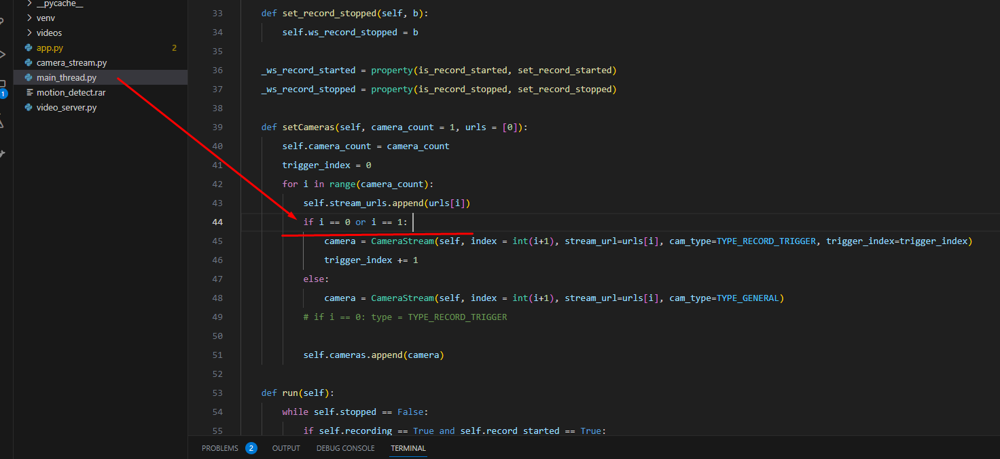 __pycache__
venv
videos
app.py 2
camera_stream.py
main_thread.py
motion_detect.rar
video_server.py
1
33 def set_record_stopped(self, b):
34 self.ws_record_stopped = b
35
36 _ws_record_started = property(is_record_started, set_record_started)
37 _ws_record_stopped = property(is_record_stopped, set_record_stopped)
38
39 def setCameras(self, camera_count = 1, urls = [0]):
40 self.camera_count = camera_count
41 trigger_index = 0
42 for i in range(camera_count):
43 self.stream_urls.append(urls[i])
44 if i == 0 or i == 1:
45 camera = CameraStream(self, index = int(i+1), stream_url=urls[i], cam_type=TYPE_RECORD_TRIGGER, trigger_index=trigger_index)
46 trigger_index += 1
47 else:
48 camera = CameraStream(self, index = int(i+1), stream_url=urls[i], cam_type=TYPE_GENERAL)
49 # if i == 0: type = TYPE_RECORD_TRIGGER
50
51 self.cameras.append(camera)
52
53 def run(self):
54 while self.stopped == False:
55 if self.recording == True and self.record_started == True:
PROBLEMS 2 OUTPUT DEBUG CONSOLE TERMINAL